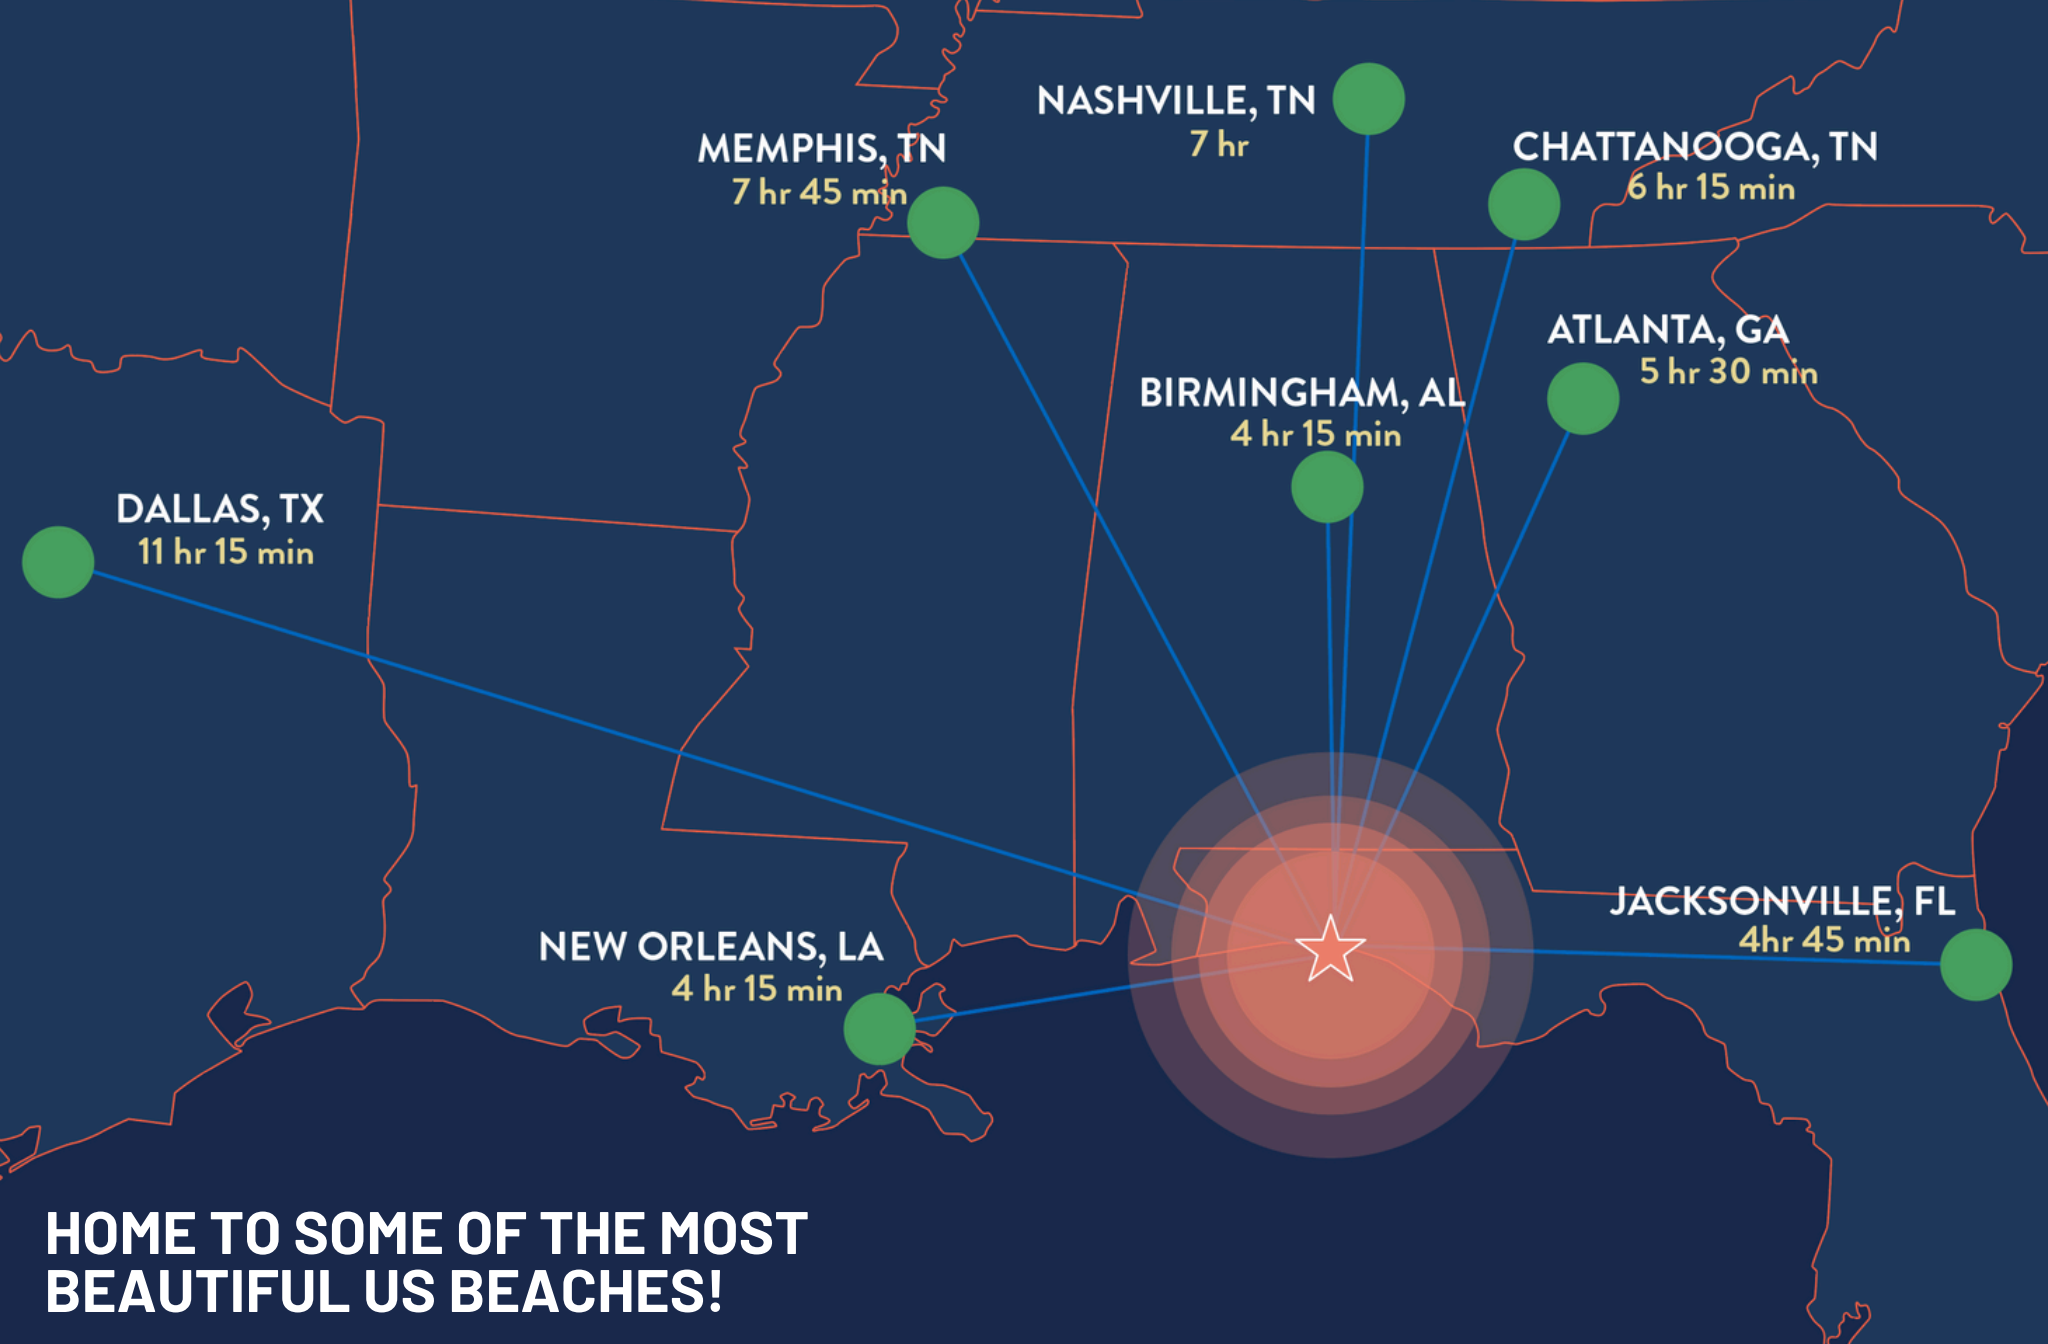 NASHVILLE, TN
7 hr
MEMPHIS, TN
7 hr 45 min
CHATTANOOGA, TN
6 hr 15 min
ATLANTA, GA
5 hr 30 min
BIRMINGHAM, AL
4 hr 15 min
DALLAS, TX
11 hr 15 min
JACKSONVILLE, FL
4hr 45 min
NEW ORLEANS, LA
4 hr 15 min
HOME TO SOME OF THE MOST
BEAUTIFUL US BEACHES!